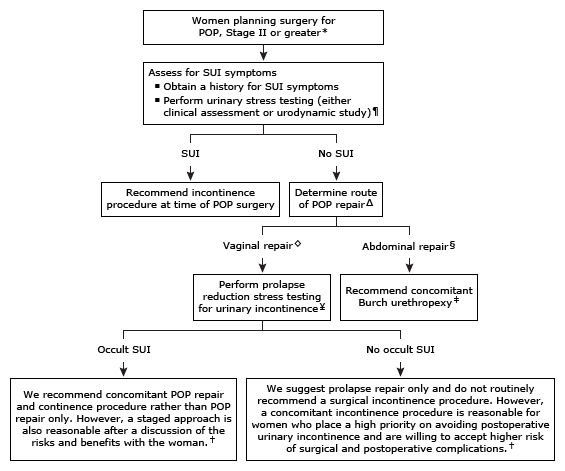 Women planning surgery for
POP, Stage II or greater*
Assess for SUI symptoms
▪ Obtain a history for SUI symptoms
▪ Perform urinary stress testing (either
clinical assessment or urodynamic study)¶
SUI
No SUI
Recommend incontinence
procedure at time of POP surgery
Determine route
of POP repairΔ
Vaginal repair◇
Abdominal repair§
Perform prolapse
reduction stress testing
for urinary incontinence¥
Recommend concomitant
Burch urethropexy‡
Occult SUI
No occult SUI
We recommend concomitant POP repair
and continence procedure rather than POP
repair only. However, a staged approach is
also reasonable after a discussion of the
risks and benefits with the woman.†
We suggest prolapse repair only and do not routinely
recommend a surgical incontinence procedure. However,
a concomitant incontinence procedure is reasonable for
women who place a high priority on avoiding postoperative
urinary incontinence and are willing to accept higher risk
of surgical and postoperative complications.†